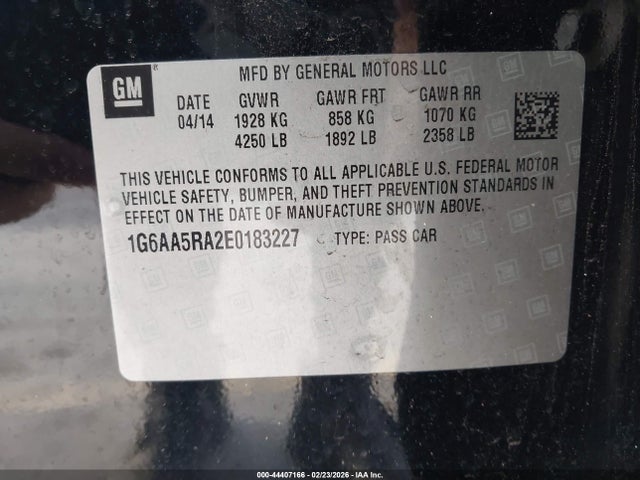 GM
MFD BY GENERAL MOTORS LLC
DATE GVWR GAWR FRT GAWR RR
04/14 1928 KG 858 KG 1070 KG
4250 LB 1892 LB 2358 LB
THIS VEHICLE CONFORMS TO ALL APPLICABLE U.S. FEDERAL MOTOR
VEHICLE SAFETY, BUMPER, AND THEFT PREVENTION STANDARDS IN
EFFECT ON THE DATE OF MANUFACTURE SHOWN ABOVE.
1G6AA5RA2E0183227 TYPE: PASS CAR
000-44407166 - 02/23/2026 - IAAI Inc.